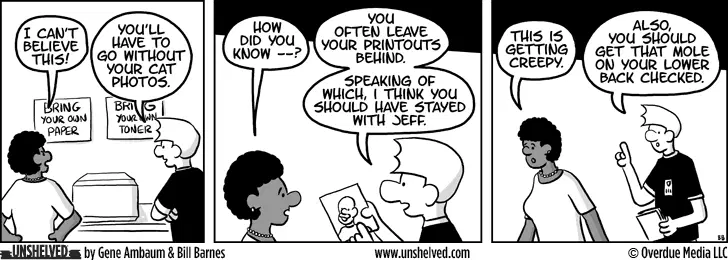 I CAN'T
BELIEVE
THIS!
YOU'LL
HAVE TO
GO WITHOUT
YOUR CAT
PHOTOS.
BRING
YOUR OWN
PAPER
BRING
YOUR OWN
TONER
HOW
DID YOU
KNOW --?
YOU
OFTEN LEAVE
YOUR PRINTOUTS
BEHIND.
SPEAKING OF
WHICH, I THINK YOU
SHOULD HAVE STAYED
WITH JEFF.
THIS IS
GETTING
CREEPY.
ALSO,
YOU SHOULD
GET THAT MOLE
ON YOUR LOWER
BACK CHECKED.
UNSHELVED by Gene Ambaum & Bill Barnes
www.unshelved.com
© Overdue Media LLC